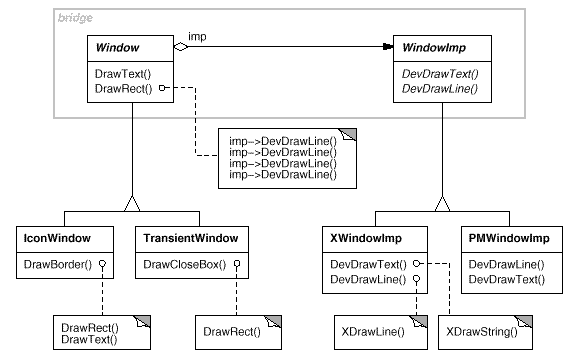 bridge
Window
imp
WindowImp
DrawText()
DrawRect()
DevDrawText()
DevDrawLine()
imp->DevDrawLine()
imp->DevDrawLine()
imp->DevDrawLine()
imp->DevDrawLine()
IconWindow
DrawBorder()
TransientWindow
DrawCloseBox()
XWindowImp
DevDrawText()
DevDrawLine()
PMWindowImp
DevDrawLine()
DevDrawText()
DrawRect()
DrawText()
DrawRect()
XDrawLine()
XDrawString()